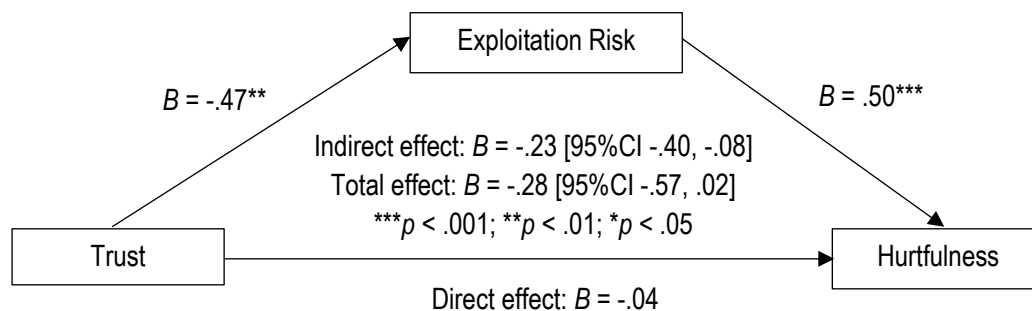 Exploitation Risk
B = -.47**
B = .50***
Indirect effect: B = -.23 [95%CI -.40, -.08]
Total effect: B = -.28 [95%CI -.57, .02]
***p < .001; **p < .01; *p < .05
Trust
Hurtfulness
Direct effect: B = -.04